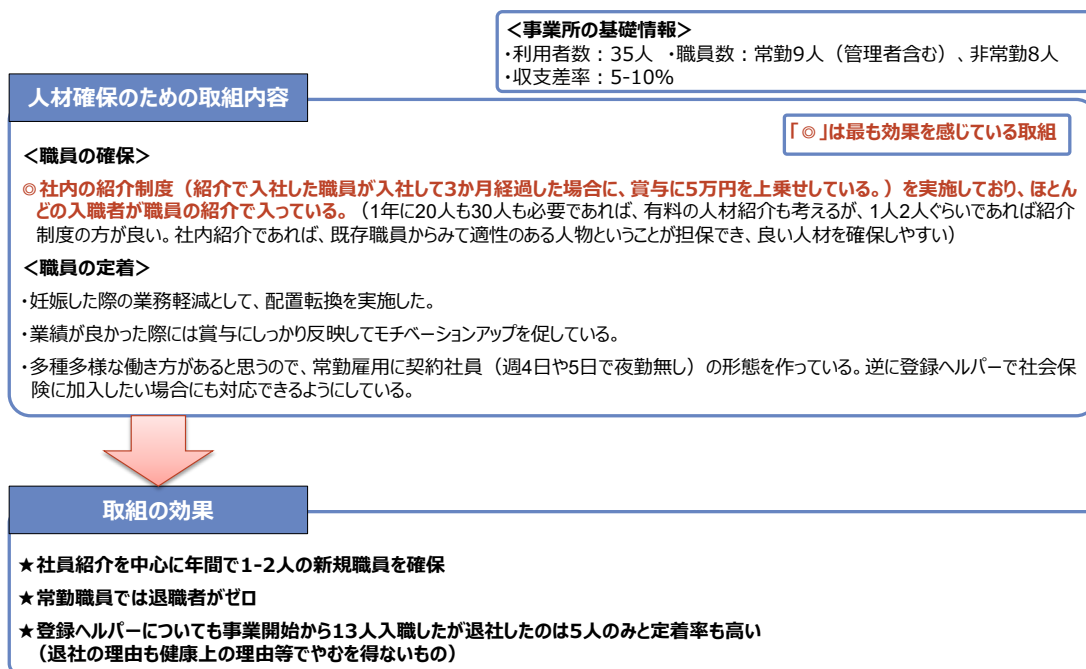 ＜事業所の基礎情報＞
・利用者数：35人 ・職員数：常勤9人（管理者含む）、非常勤8人
・収支差率：5-10%
人材確保のための取組内容
「◎」は最も効果を感じている取組
＜職員の確保＞
◎社内の紹介制度（紹介で入社した職員が入社して3か月経過した場合に、賞与に5万円を上乗せしている。）を実施しており、ほとん
どの入職者が職員の紹介で入っている。（1年に20人も30人も必要であれば、有料の人材紹介も考えるが、1人2人ぐらいであれば紹介
制度の方が良い。社内紹介であれば、既存職員からみて適性のある人物ということが担保でき、良い人材を確保しやすい）
＜職員の定着＞
・妊娠した際の業務軽減として、配置転換を実施した。
・業績が良かった際には賞与にしっかり反映してモチベーションアップを促している。
・多種多様な働き方があると思うので、常勤雇用に契約社員（週4日や5日で夜勤無し）の形態を作っている。逆に登録ヘルパーで社会保
険に加入したい場合にも対応できるようにしている。
取組の効果
★社員紹介を中心に年間で1-2人の新規職員を確保
★常勤職員では退職者がゼロ
★登録ヘルパーについても事業開始から13人入職したが退社したのは5人のみと定着率も高い
（退社の理由も健康上の理由等でやむを得ないもの）